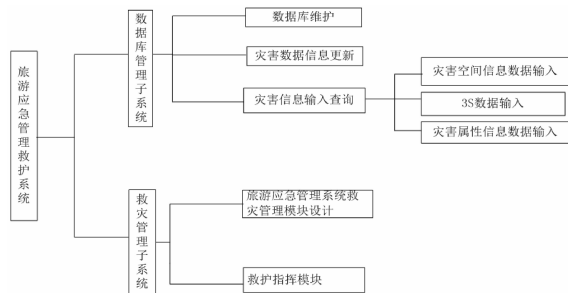 旅游应急管理救护系统
数据库管理子系统
数据库维护
灾害数据信息更新
灾害信息输入查询
灾害空间信息数据输入
3S数据输入
灾害属性信息数据输入
救灾管理子系统
旅游应急管理系统救
灾管理模块设计
救护指挥模块